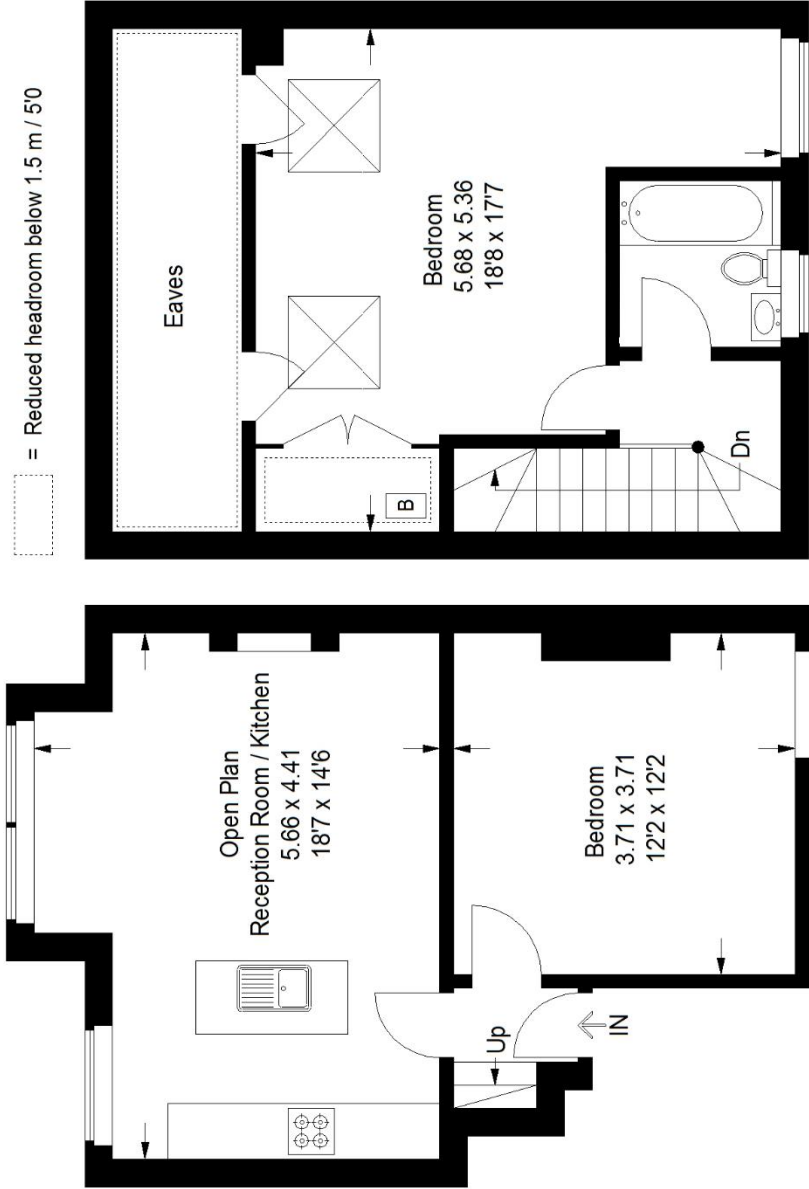 = Reduced headroom below 1.5 m / 5'0
Open Plan
Reception Room / Kitchen
5.66 x 4.41
18'7 x 14'6
Up
IN
Bedroom
3.71 x 3.71
12'2 x 12'2
Eaves
Bedroom
5.68 x 5.36
18'8 x 17'7
B
Dn